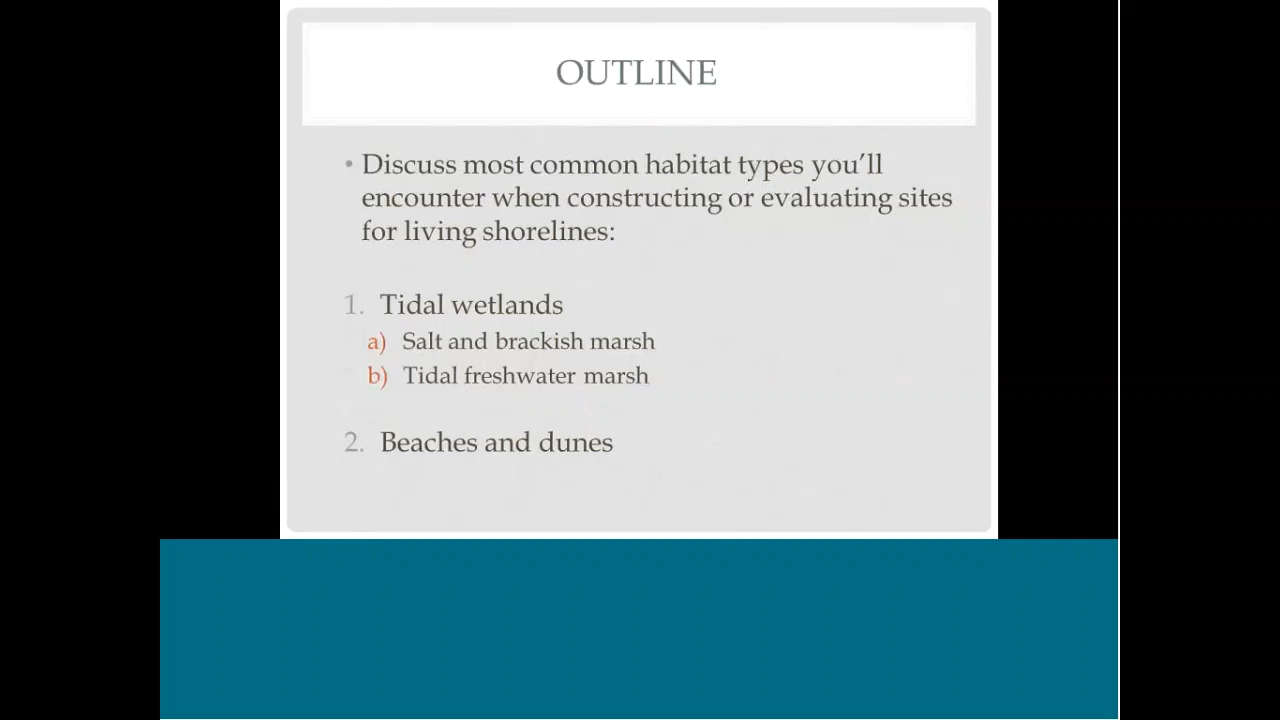 OUTLINE
• Discuss most common habitat types you’ll
encounter when constructing or evaluating sites
for living shorelines:
1. Tidal wetlands
a) Salt and brackish marsh
b) Tidal freshwater marsh
2. Beaches and dunes